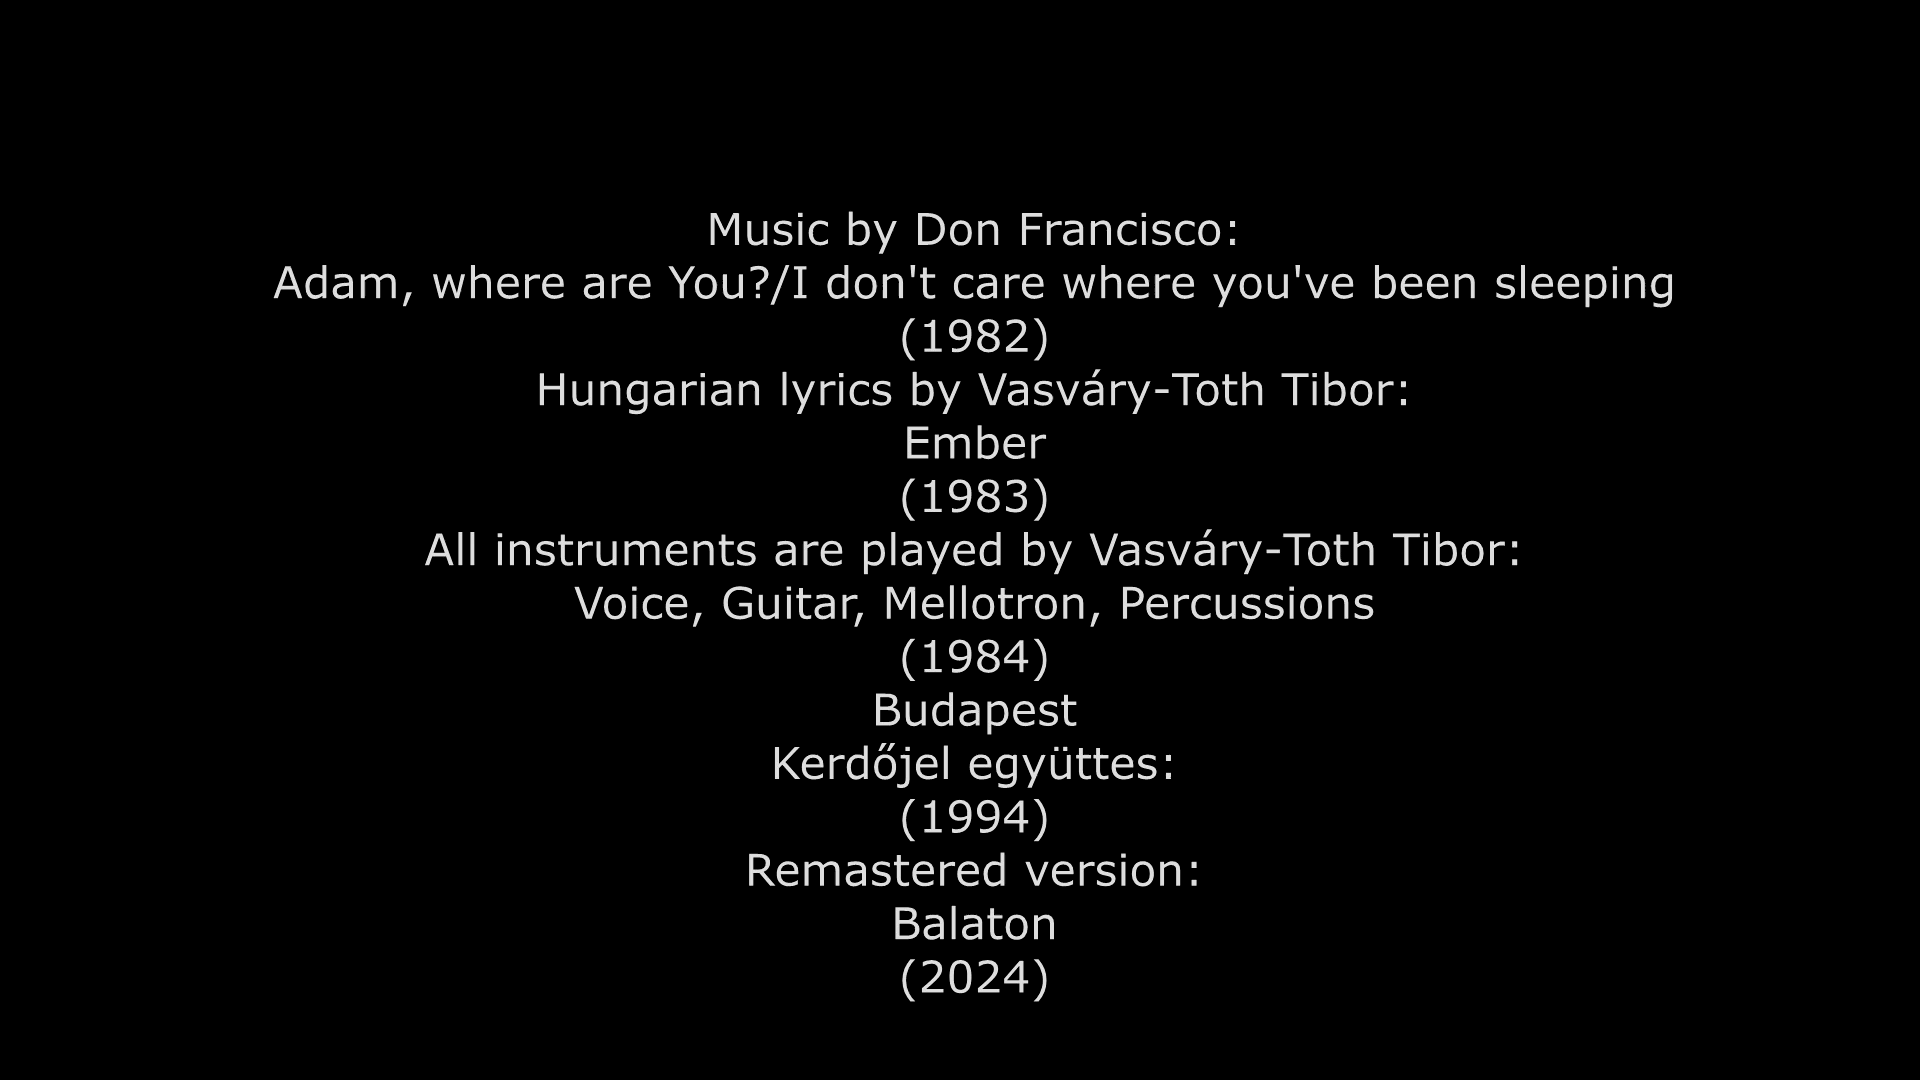 Music by Don Francisco:
Adam, where are You?/I don't care where you've been sleeping
(1982)
Hungarian lyrics by Vasváry-Toth Tibor:
Ember
(1983)
All instruments are played by Vasváry-Toth Tibor:
Voice, Guitar, Mellotron, Percussions
(1984)
Budapest
Kerdőjel együttes:
(1994)
Remastered version:
Balaton
(2024)